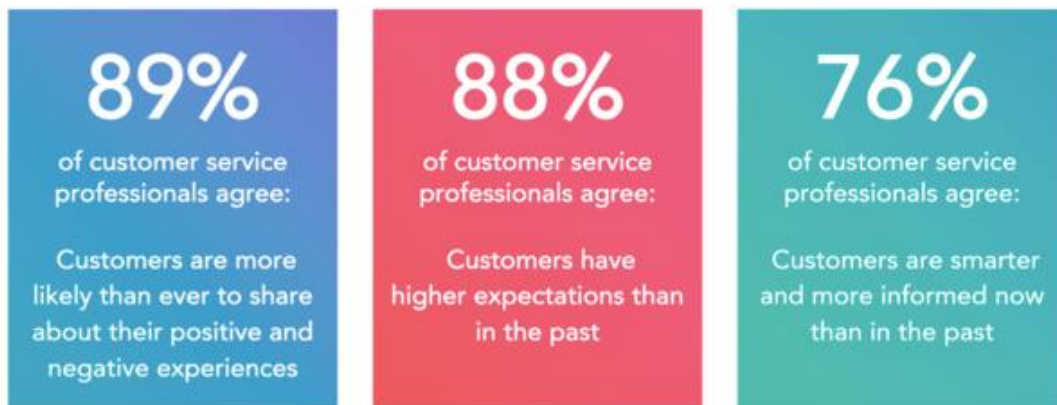 89%
of customer service
professionals agree:
Customers are more
likely than ever to share
about their positive and
negative experiences
88%
of customer service
professionals agree:
Customers have
higher expectations than
in the past
76%
of customer service
professionals agree:
Customers are smarter
and more informed now
than in the past